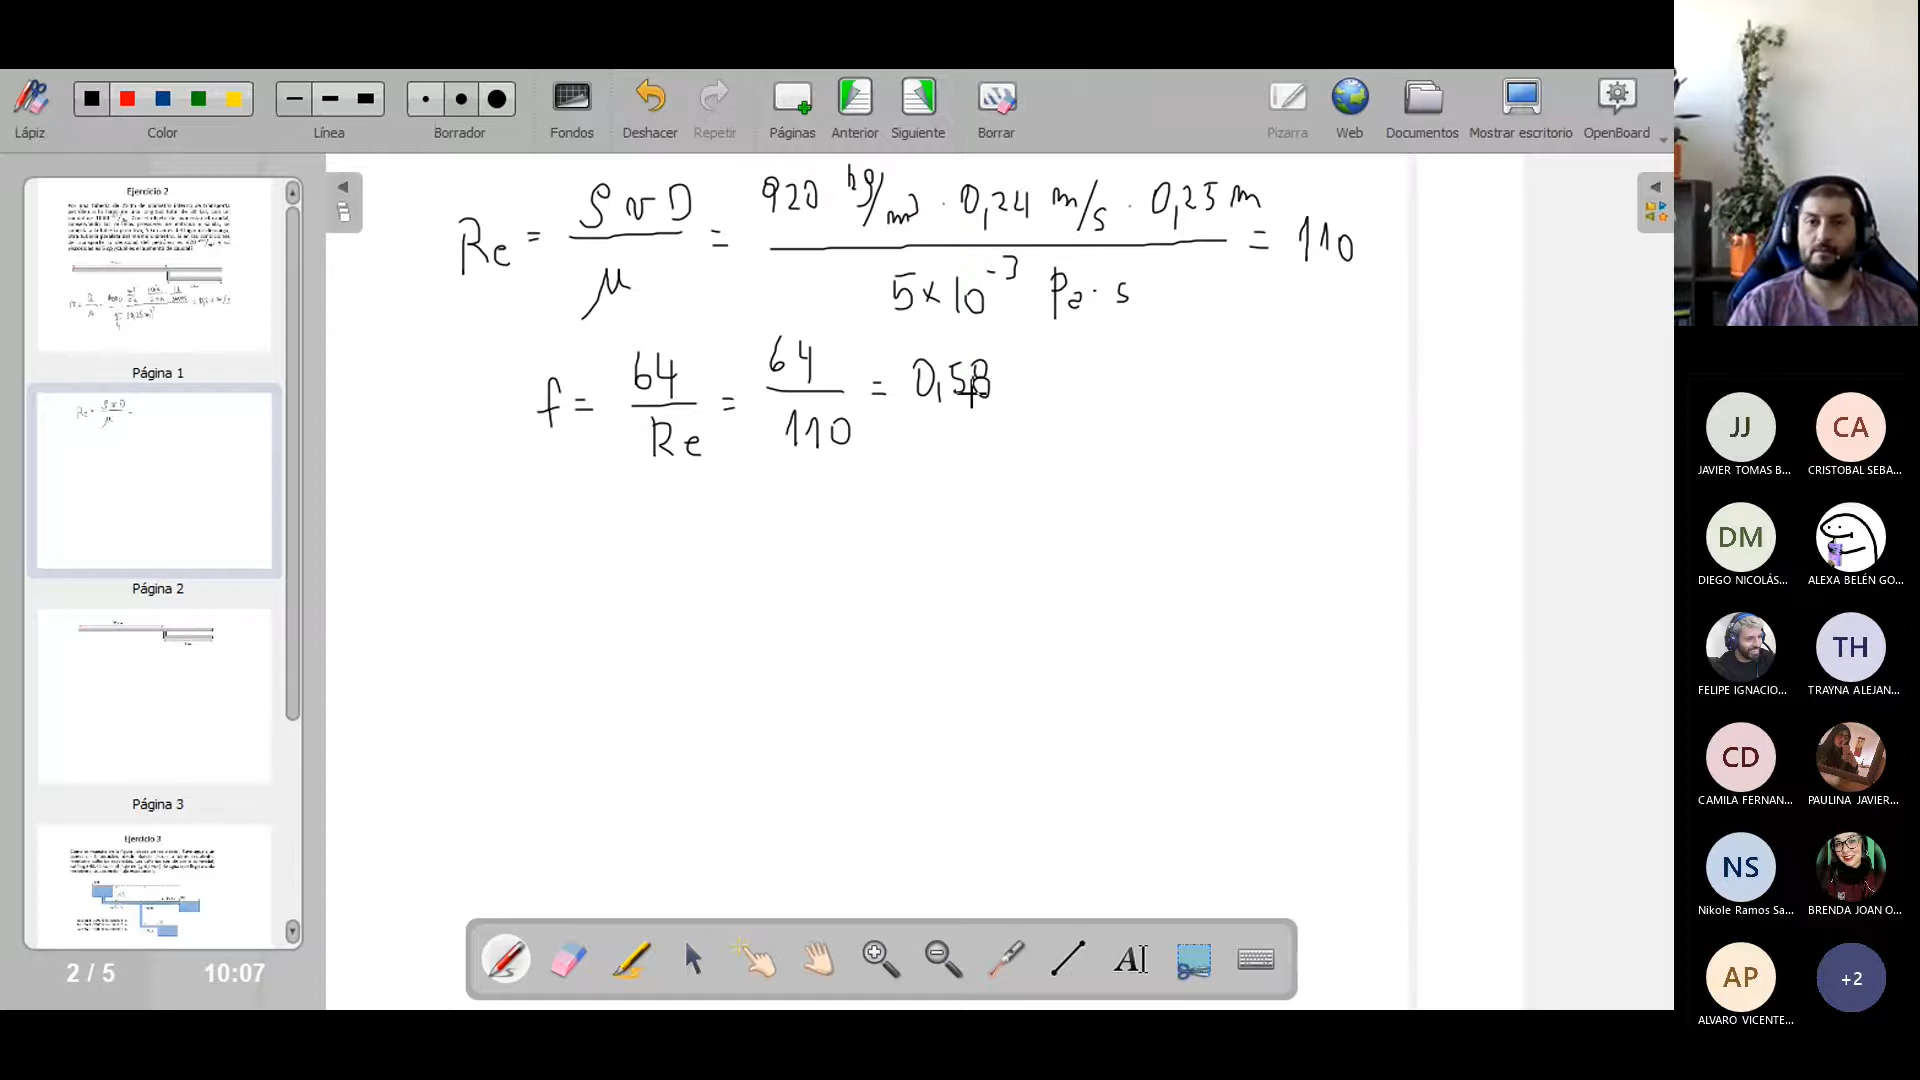 Lápiz
Color
Línea
Borrador
Fondos
Deshacer
Repetir
Páginas
Anterior
Siguiente
Borrar
Pizarra
Web
Documentos
Mostrar escritorio
OpenBoard
Ejercicio 2
Página 1
Página 2
Página 3
Ejercicio 3
2 / 5
10:07
Re = ρ v D / μ = 920 kg/m³ · 0,24 m/s · 0,25 m / 5×10⁻³ Pa·s = 110
f = 64 / Re = 64 / 110 = 0,58
JJ
JAVIER TOMAS B...
CA
CRISTOBAL SEBA...
DM
DIEGO NICOLÁS...
ALEXA BELÉN GO...
FELIPE IGNACIO...
TH
TRAYNA ALEJAN...
CD
CAMILA FERNAN...
PAULINA JAVIER...
NS
Nikole Ramos Sa...
BRENDA JOAN O...
AP
ALVARO VICENTE...
+2